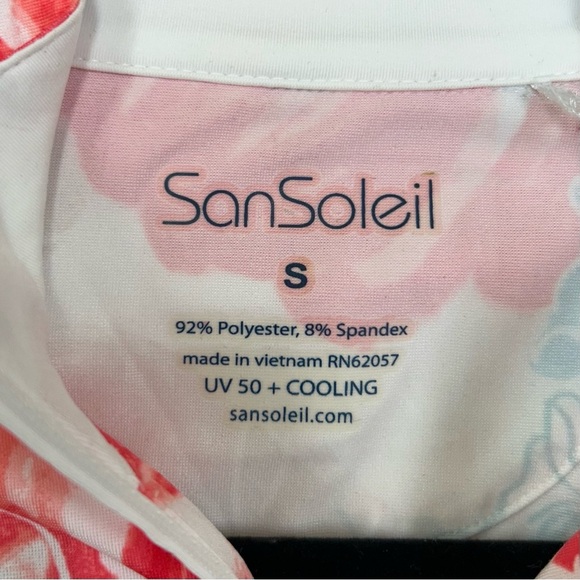 SanSoleil
S
92% Polyester, 8% Spandex
made in vietnam RN62057
UV 50 + COOLING
sansoleil.com